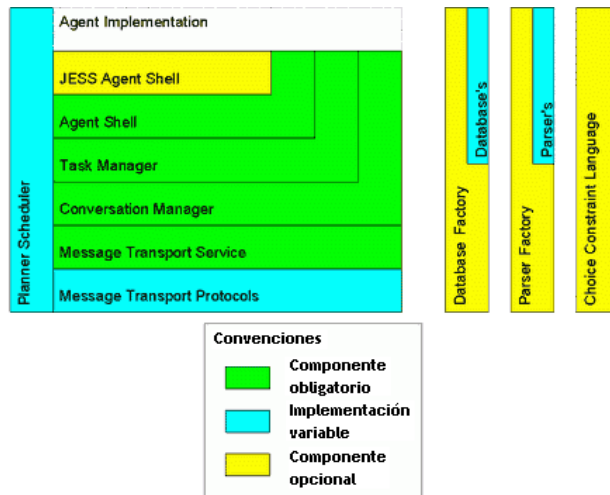 Agent Implementation
JESS Agent Shell
Agent Shell
Task Manager
Conversation Manager
Message Transport Service
Message Transport Protocols
Planner Scheduler
Database Factory
Database's
Parser Factory
Parser's
Choice Constraint Language
Convenciones
Componente
obligatorio
Implementación
variable
Componente
opcional